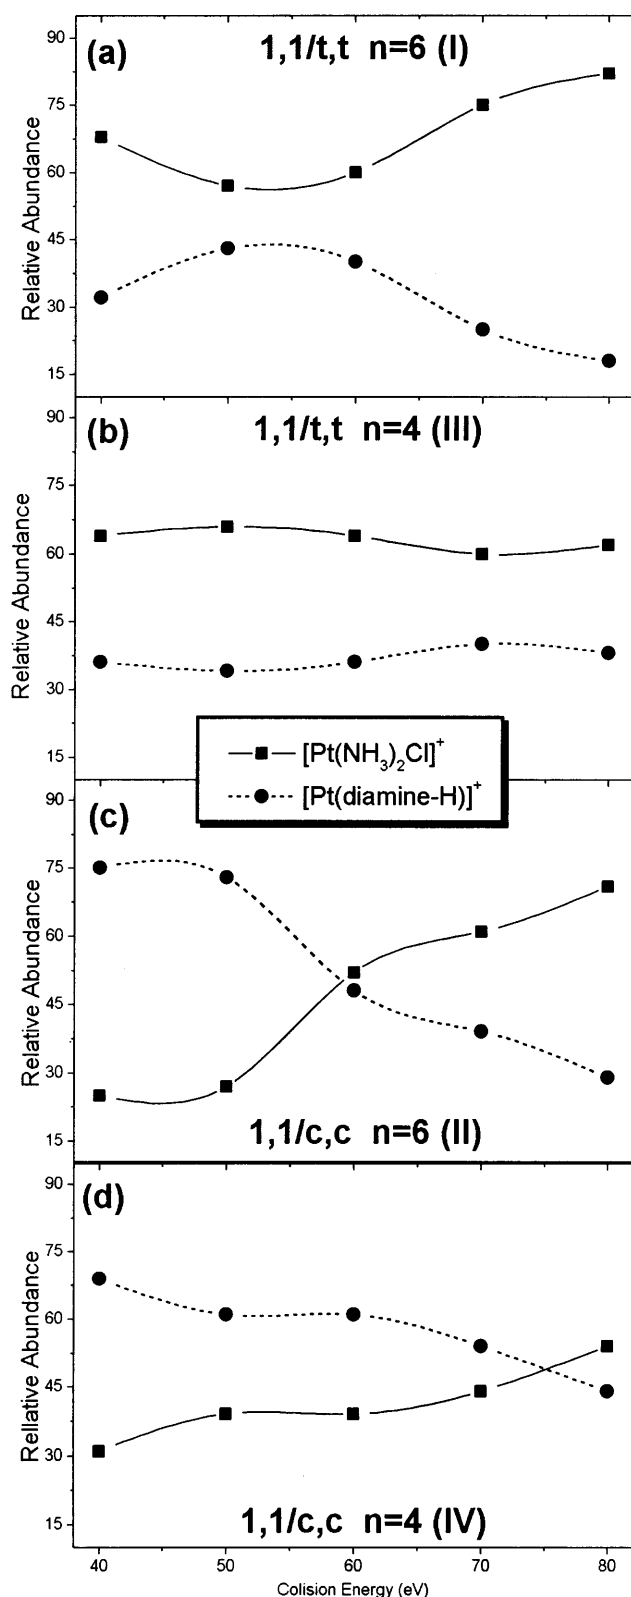 (a) 1,1/t,t n=6 (I)
90
75
60
45
30
15
Relative Abundance
(b) 1,1/t,t n=4 (III)
90
75
60
45
30
15
Relative Abundance
[Pt(NH₃)₂Cl]⁺
[Pt(diamine-H)]⁺
(c)
90
75
60
45
30
15
Relative Abundance
1,1/c,c n=6 (II)
(d)
90
75
60
45
30
15
Rellative Abundance
1,1/c,c n=4 (IV)
40 50 60 70 80
Colision Energy (eV)